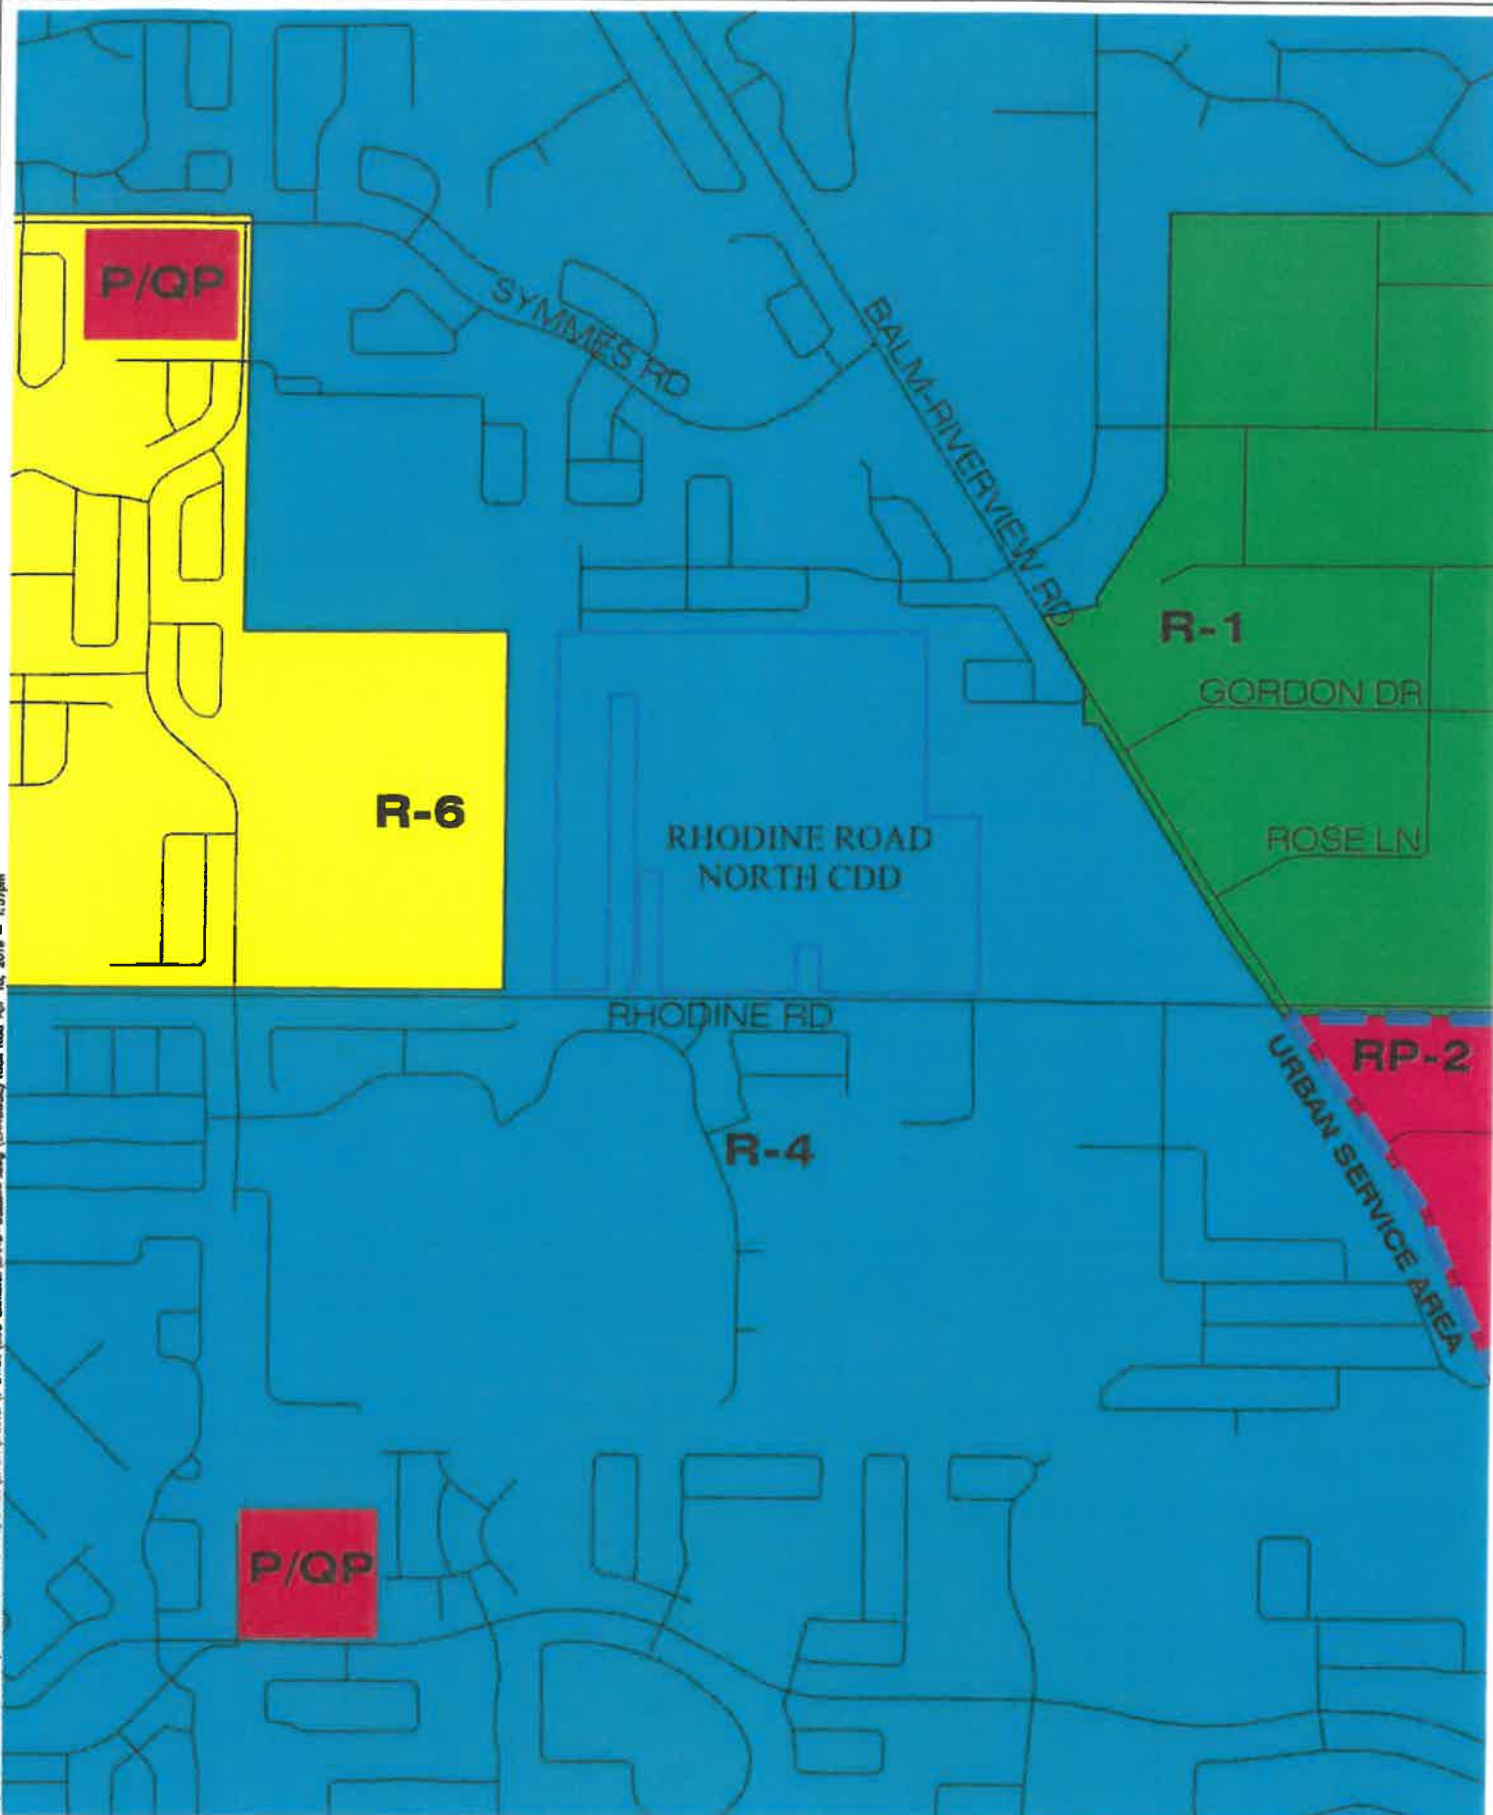 P/QP
SYMMES RD
BALM-RIVERVIEW RD
R-1
GORDON DR
R-6
RHODINE ROAD
NORTH CDD
ROSE LN
RHODINE RD
RP-2
URBAN SERVICE AREA
R-4
P/QP